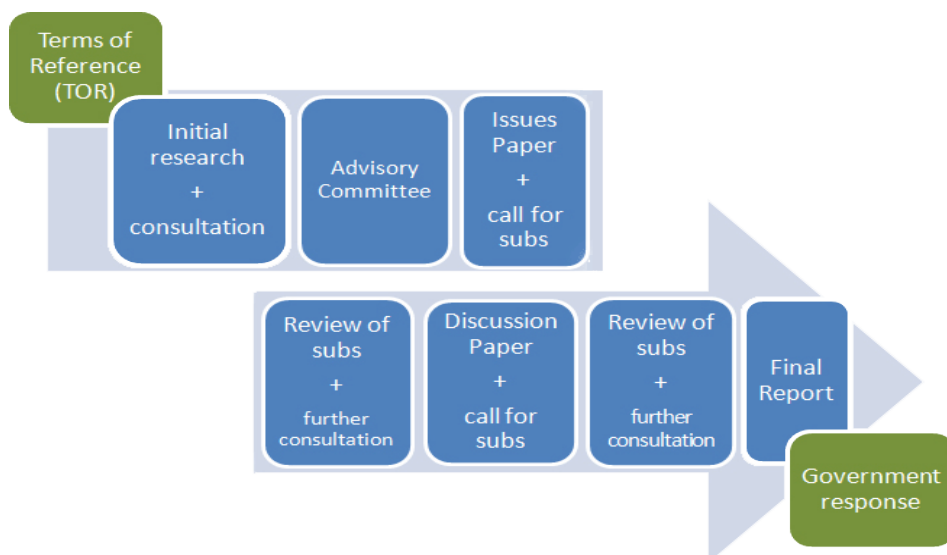 Terms of
Reference
(TOR)
Initial
research
+
consultation
Advisory
Committee
Issues
Paper
+
call for
subs
Review of
subs
+
further
consultation
Discussion
Paper
+
call for
subs
Review of
subs
+
further
consultation
Final
Report
Government
response